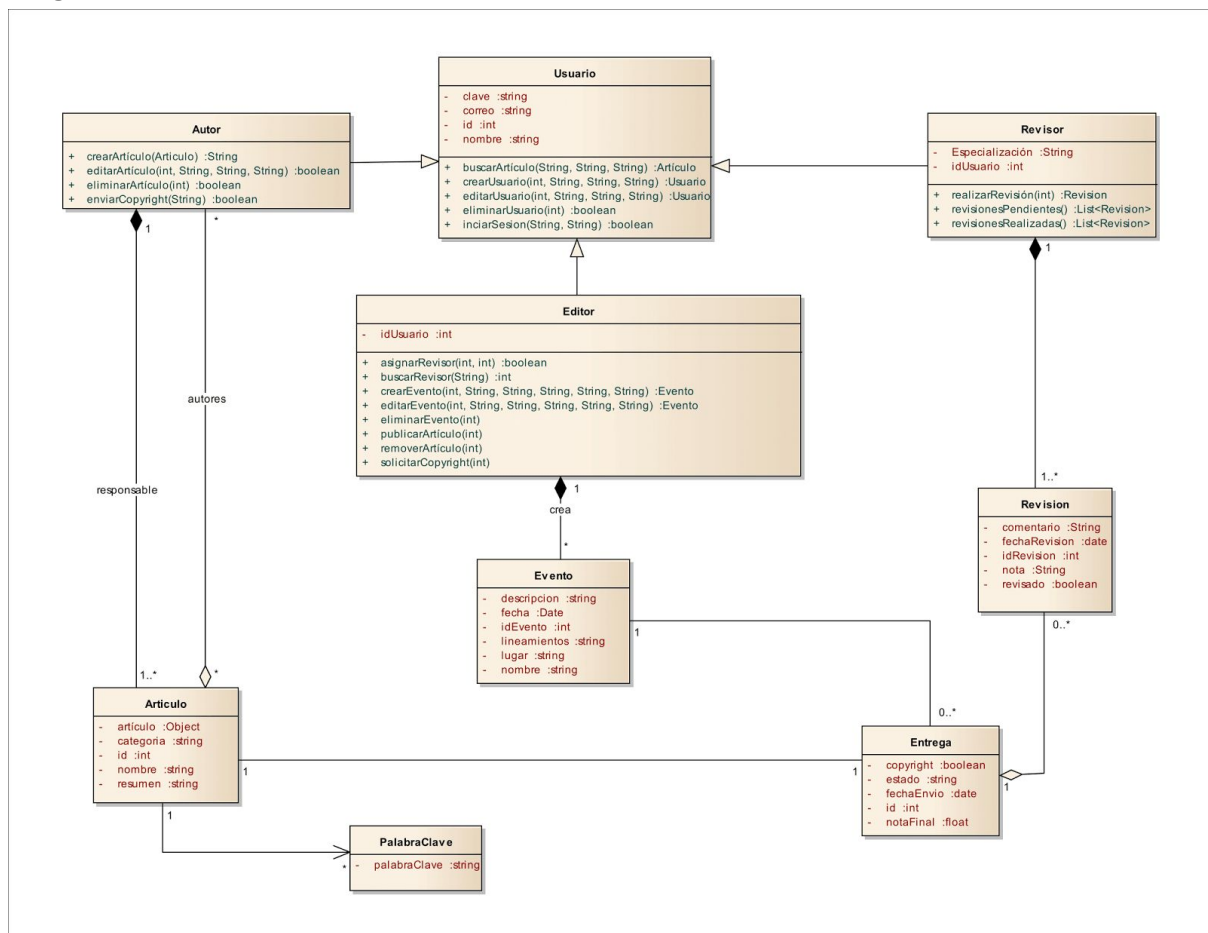 Usuario
- clave :string
- correo :string
- id :int
- nombre :string
+ buscarArtículo(String, String, String) :Artículo
+ crearUsuario(int, String, String, String) :Usuario
+ editarUsuario(int, String, String, String) :Usuario
+ eliminarUsuario(int) :boolean
+ inciarSesion(String, String) :boolean
Autor
+ crearArtículo(Articulo) :String
+ editarArtículo(int, String, String, String) :boolean
+ eliminarArtículo(int) :boolean
+ enviarCopyright(String) :boolean
Revisor
- Especialización :String
- idUsuario :int
+ realizarRevisión(int) :Revision
+ revisionesPendientes() :List<Revision>
+ revisionesRealizadas() :List<Revision>
1
*
1
Editor
- idUsuario :int
+ asignarRevisor(int, int) :boolean
+ buscarRevisor(String) :int
+ crearEvento(int, String, String, String, String, String) :Evento
+ editarEvento(int, String, String, String, String, String) :Evento
+ eliminarEvento(int)
+ publicarArtículo(int)
+ removerArtículo(int)
+ solicitarCopyright(int)
autores
responsable
1
crea
*
1..*
Revision
- comentario :String
- fechaRevision :date
- idRevision :int
- nota :String
- revisado :boolean
Evento
- descripcion :string
- fecha :Date
- idEvento :int
- lineamientos :string
- lugar :string
- nombre :string
1
0..*
1..*
*
Articulo
- artículo :Object
- categoria :string
- id :int
- nombre :string
- resumen :string
0..*
Entrega
- copyright :boolean
- estado :string
- fechaEnvio :date
- id :int
- notaFinal :float
1
1
1
1
PalabraClave
- palabraClave :string
*